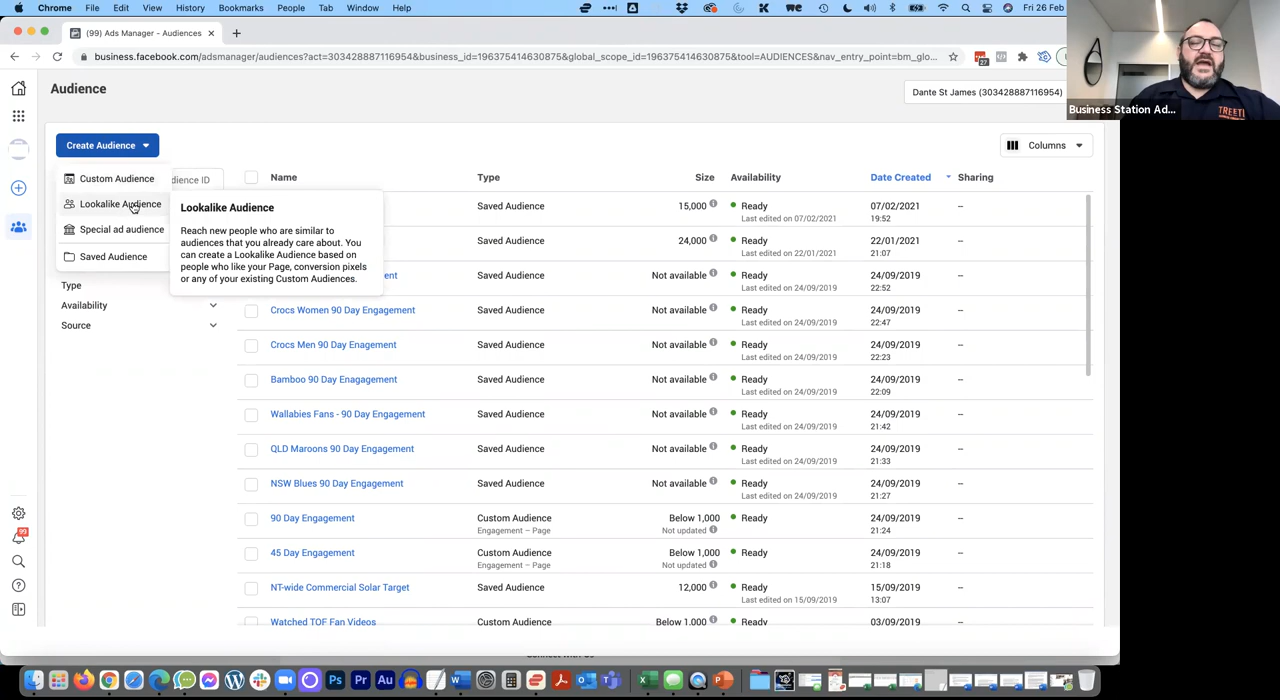 Chrome File Edit View History Bookmarks People Tab Window Help Fri 26 Feb
(99) Ads Manager - Audiences
business.facebook.com/adsmanager/audiences?act=303428887116954&business_id=196375414630875&global_scope_id=196375414630875&tool=AUDIENCES&nav_entry_point=bm_glo...
27
Audience
Dante St James (303428887116954)
Business Station Ad...
TREETI
Create Audience
Columns
Custom Audience
dience ID
Lookalike Audience
Special ad audience
Saved Audience
Lookalike Audience
Reach new people who are similar to
audiences that you already care about. You
can create a Lookalike Audience based on
people who like your Page, conversion pixels
or any of your existing Custom Audiences.
Type
Availability
Source
99
Name Type Size Availability Date Created Sharing
Saved Audience 15,000 Ready 07/02/2021 --
Last edited on 07/02/2021 19:52
Saved Audience 24,000 Ready 22/01/2021 --
Last edited on 22/01/2021 21:07
ent Saved Audience Not available Ready 24/09/2019 --
Last edited on 24/09/2019 22:52
Crocs Women 90 Day Engagement Saved Audience Not available Ready 24/09/2019 --
Last edited on 24/09/2019 22:47
Crocs Men 90 Day Enagement Saved Audience Not available Ready 24/09/2019 --
Last edited on 24/09/2019 22:23
Bamboo 90 Day Enagagement Saved Audience Not available Ready 24/09/2019 --
Last edited on 24/09/2019 22:09
Wallabies Fans - 90 Day Engagement Saved Audience Not available Ready 24/09/2019 --
Last edited on 24/09/2019 21:42
QLD Maroons 90 Day Engagement Saved Audience Not available Ready 24/09/2019 --
Last edited on 24/09/2019 21:33
NSW Blues 90 Day Engagement Saved Audience Not available Ready 24/09/2019 --
Last edited on 24/09/2019 21:27
90 Day Engagement Custom Audience Below 1,000 Ready 24/09/2019 --
Engagement – Page Not updated 21:24
45 Day Engagement Custom Audience Below 1,000 Ready 24/09/2019 --
Engagement – Page Not updated 21:18
NT-wide Commercial Solar Target Saved Audience 12,000 Ready 15/09/2019 --
Last edited on 15/09/2019 13:07
Watched TOF Fan Videos Custom Audience Below 1,000 Ready 03/09/2019 --